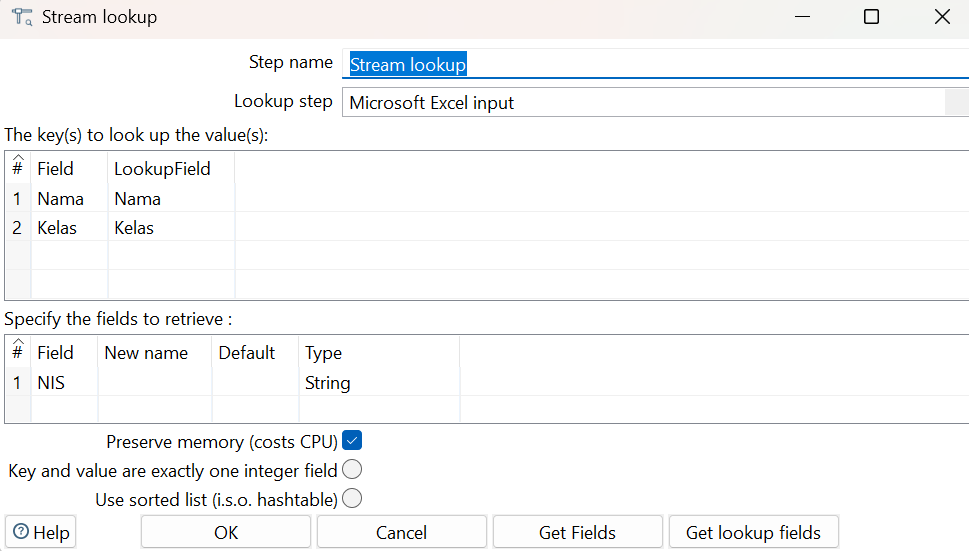 Stream lookup
Step name Stream lookup
Lookup step Microsoft Excel input
The key(s) to look up the value(s):
# Field LookupField
1 Nama Nama
2 Kelas Kelas
Specify the fields to retrieve :
# Field New name Default Type
1 NIS String
Preserve memory (costs CPU)
Key and value are exactly one integer field
Use sorted list (i.s.o. hashtable)
Help OK Cancel Get Fields Get lookup fields